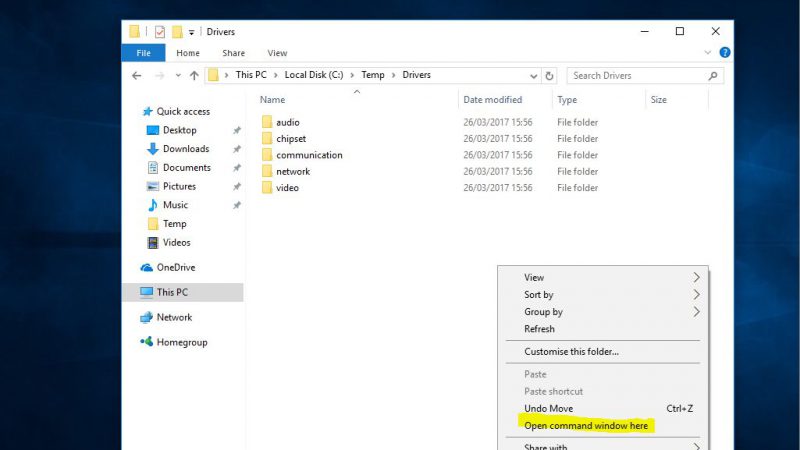 Drivers
File Home Share View
This PC Local Disk (C:) Temp Drivers Search Drivers
Name Date modified Type Size
Quick access
Desktop
Downloads
Documents
Pictures
Music
Temp
Videos
OneDrive
This PC
Network
Homegroup
audio 26/03/2017 15:56 File folder
chipset 26/03/2017 15:56 File folder
communication 26/03/2017 15:56 File folder
network 26/03/2017 15:56 File folder
video 26/03/2017 15:56 File folder
View
Sort by
Group by
Refresh
Customise this folder...
Paste
Paste shortcut
Undo Move Ctrl+Z
Open command window here
Share with